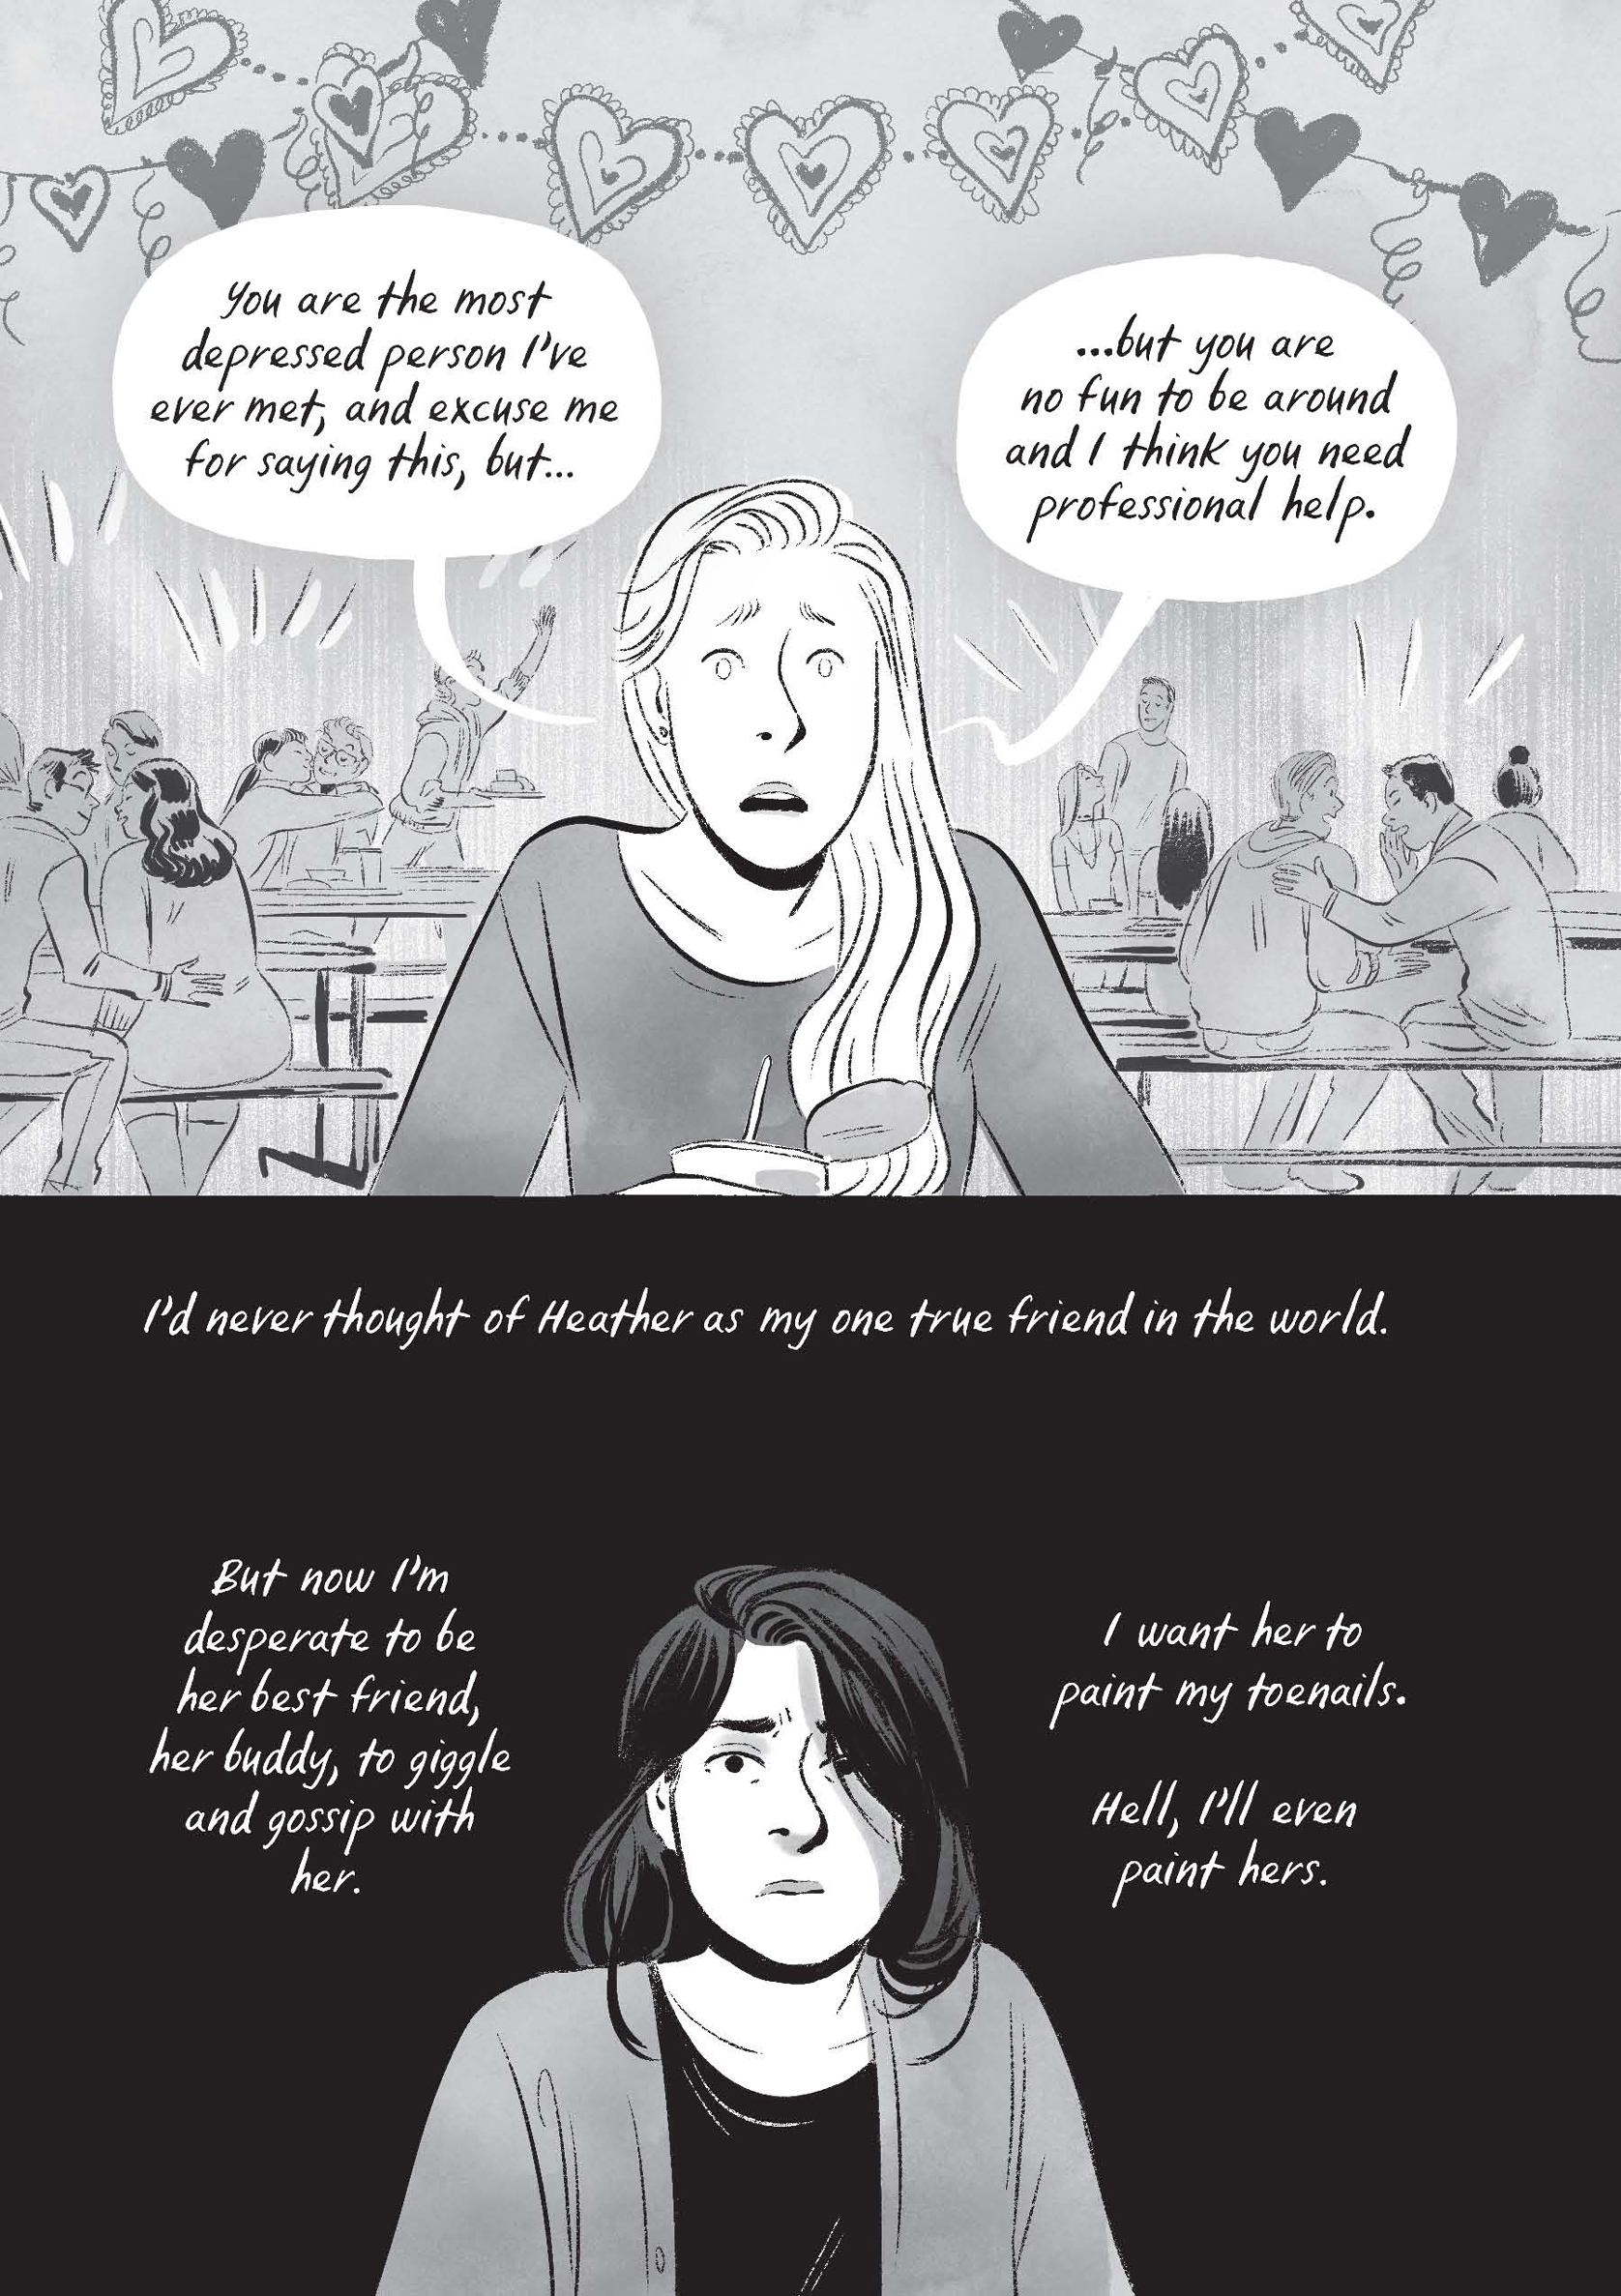 You are the most
depressed person I've
ever met, and excuse me
for saying this, but...
...but you are
no fun to be around
and I think you need
professional help.
I'd never thought of Heather as my one true friend in the world.
But now I'm
desperate to be
her best friend,
her buddy, to giggle
and gossip with
her.
I want her to
paint my toenails.
Hell, I'll even
paint hers.